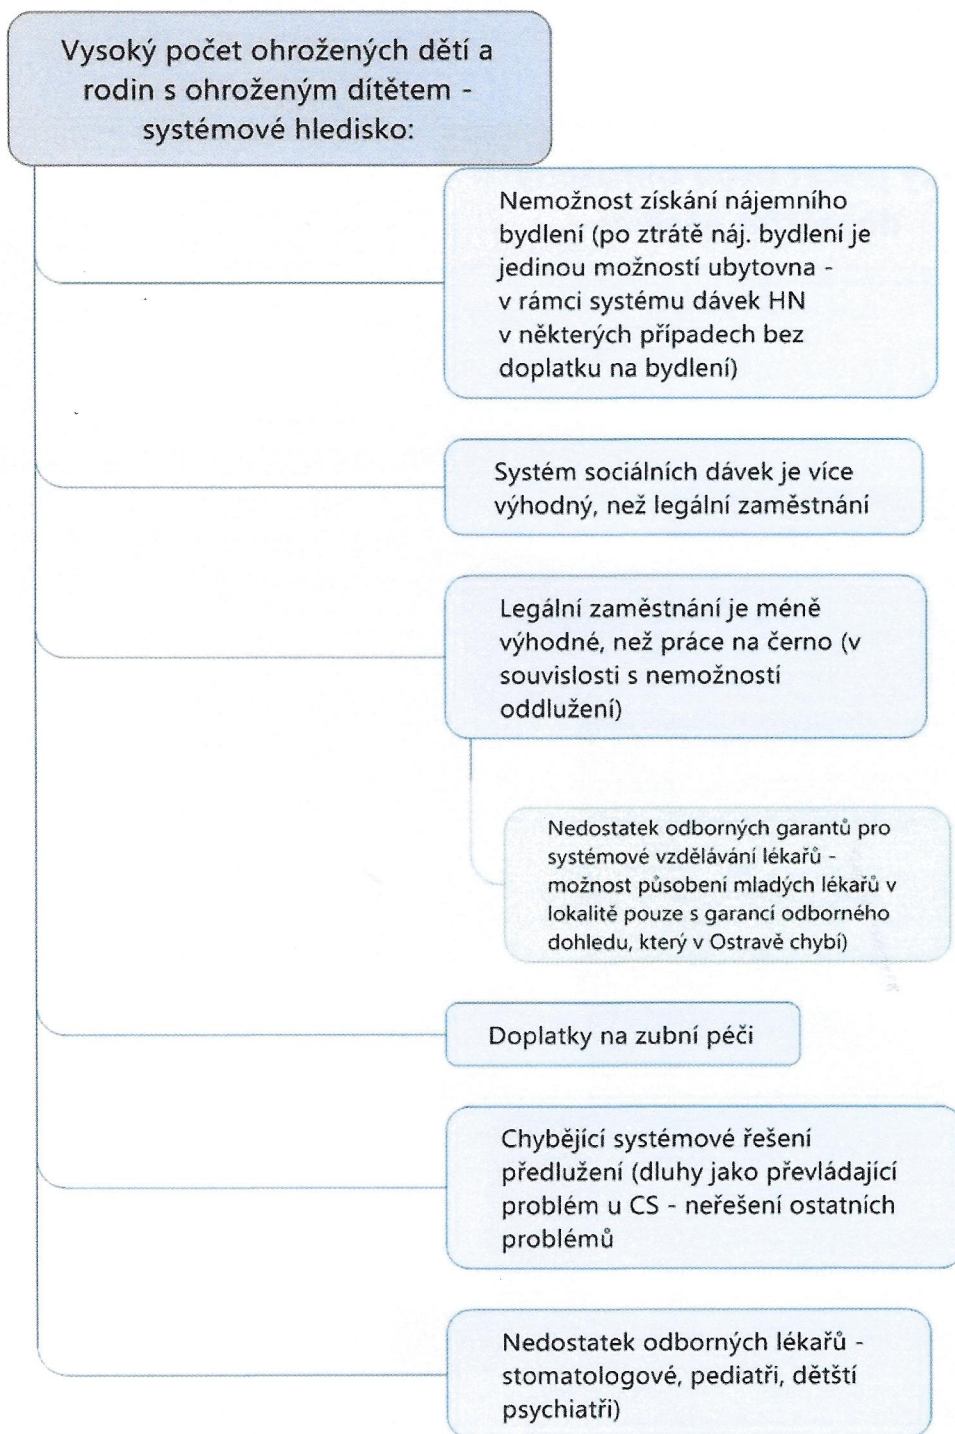 Vysoký počet ohrožených dětí a
rodin s ohroženým dítětem -
systémové hledisko:
Nemožnost získání nájemního
bydlení (po ztrátě náj. bydlení je
jedinou možností ubytovna -
v rámci systému dávek HN
v některých případech bez
doplatku na bydlení)
Systém sociálních dávek je více
výhodný, než legální zaměstnání
Legální zaměstnání je méně
výhodné, než práce na černo (v
souvislosti s nemožností
oddlužení)
Nedostatek odborných garantů pro
systémové vzdělávání lékařů -
možnost působení mladých lékařů v
lokalitě pouze s garancí odborného
dohledu, který v Ostravě chybí)
Doplatky na zubní péči
Chybějící systémové řešení
předlužení (dluhy jako převládající
problém u CS - neřešení ostatních
problémů
Nedostatek odborných lékařů -
stomatologové, pediatři, dětští
psychiatři)